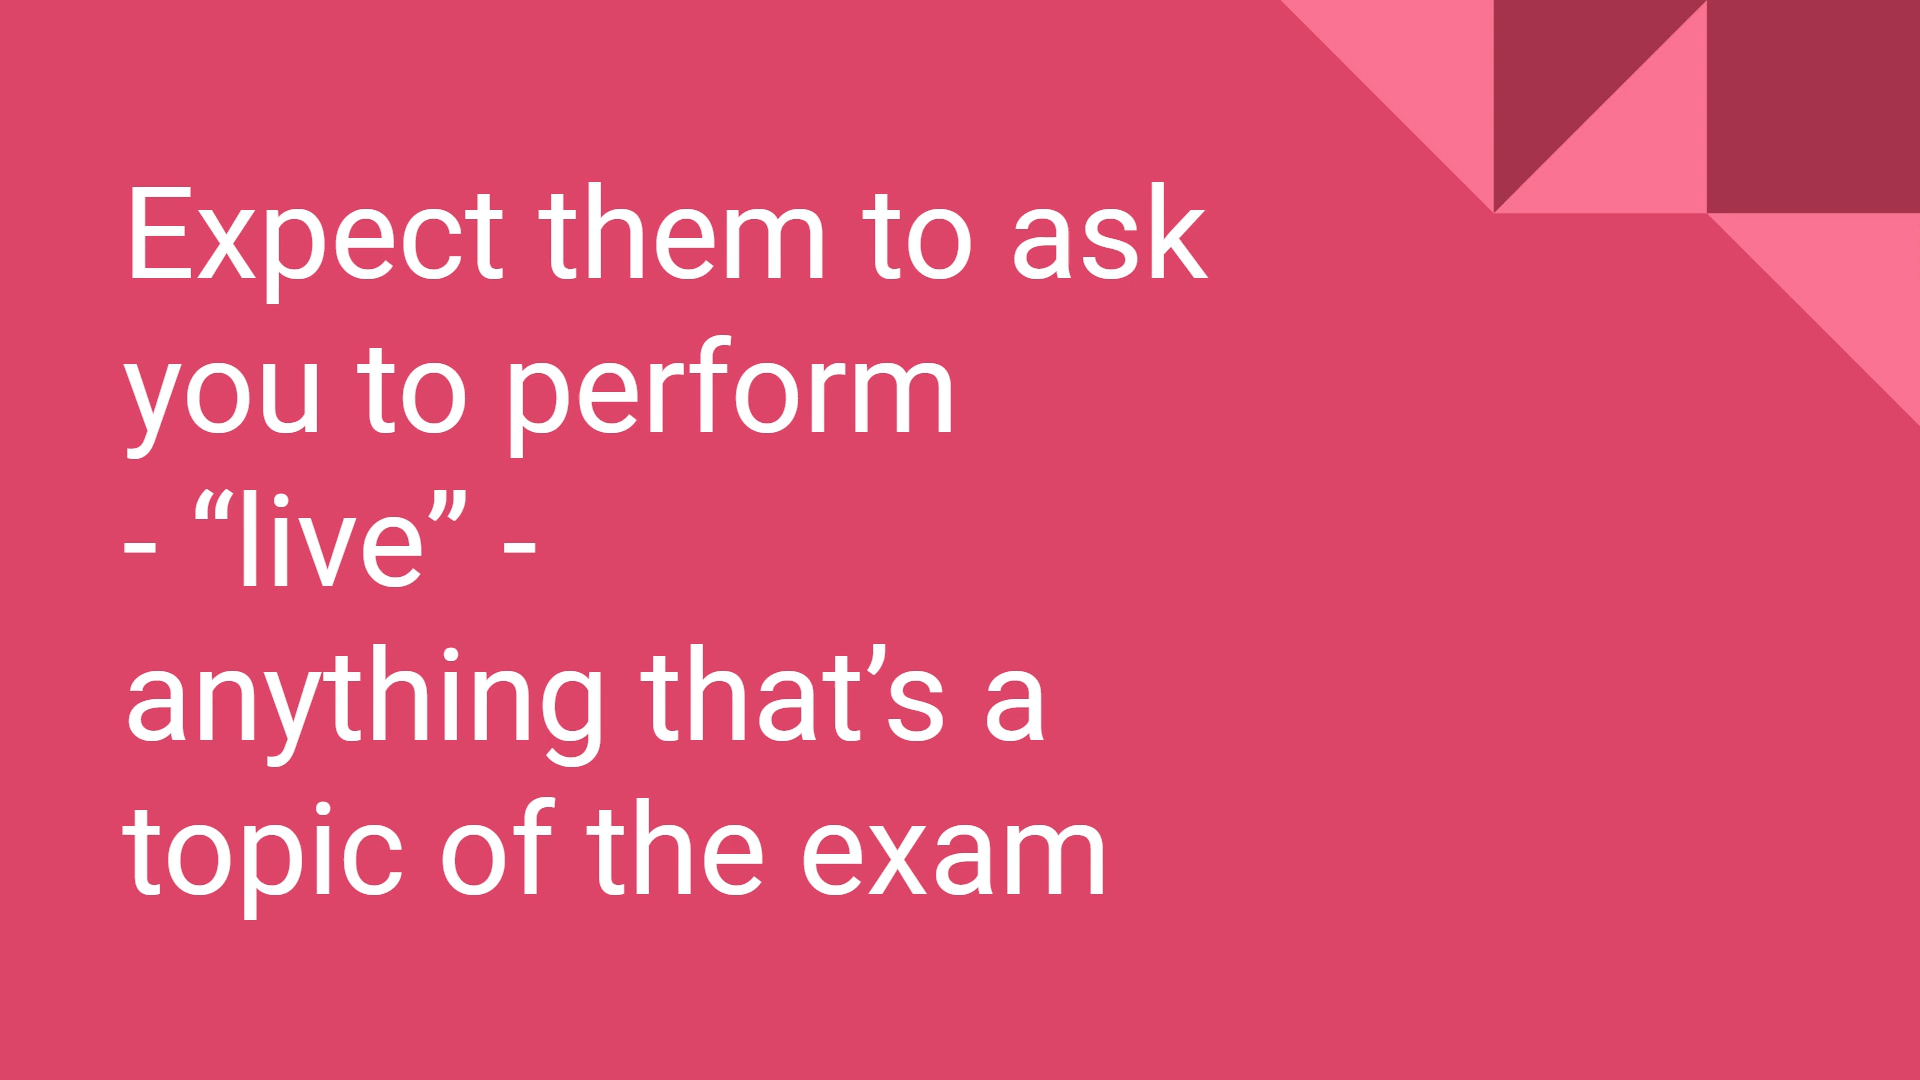 Expect them to ask
you to perform
- “live” -
anything that’s a
topic of the exam